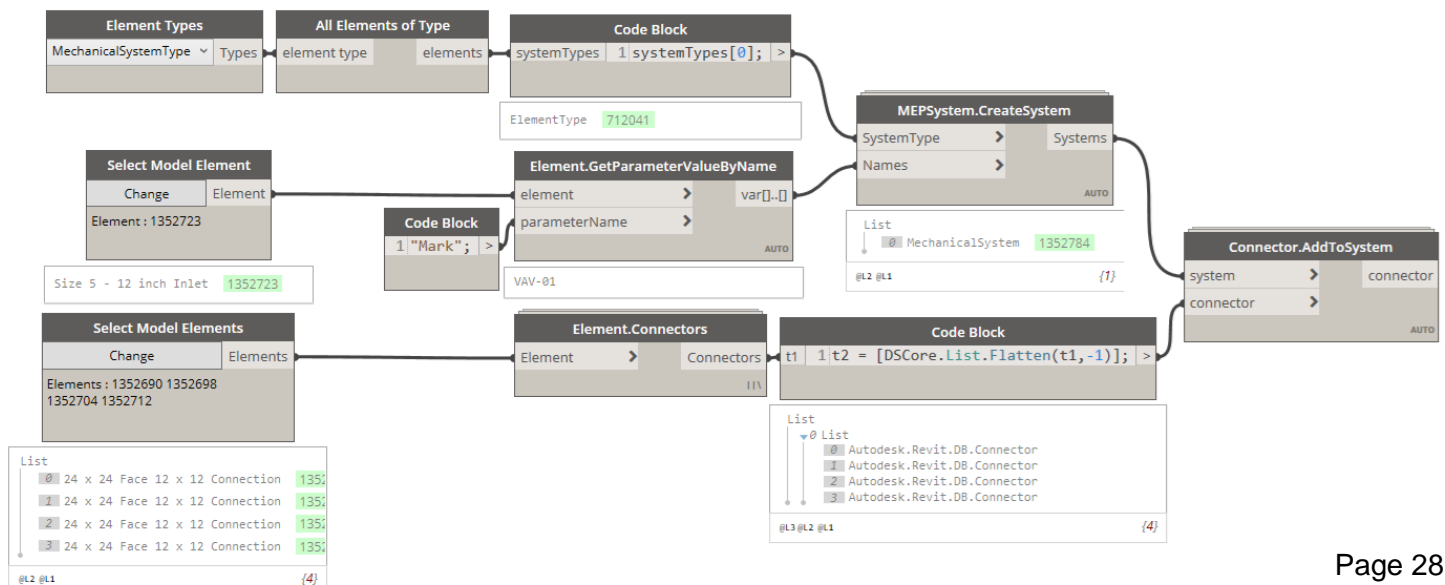 Element Types
MechanicalSystemType Types
All Elements of Type
element type elements
Code Block
systemTypes 1 systemTypes[0]; >
ElementType 712041
MEPSystem.CreateSystem
SystemType > Systems
Names >
AUTO
List
0 MechanicalSystem 1352784
@L2 @L1 {1}
Select Model Element
Change Element
Element : 1352723
Size 5 - 12 inch Inlet 1352723
Code Block
1 "Mark"; >
Element.GetParameterValueByName
element > var[]..[]
parameterName >
AUTO
VAV-01
Connector.AddToSystem
system > connector
connector >
AUTO
Select Model Elements
Change Elements
Elements : 1352690 1352698
1352704 1352712
List
0 24 x 24 Face 12 x 12 Connection 1352
1 24 x 24 Face 12 x 12 Connection 1352
2 24 x 24 Face 12 x 12 Connection 1352
3 24 x 24 Face 12 x 12 Connection 1352
@L2 @L1 {4}
Element.Connectors
Element > Connectors
Code Block
t1 1 t2 = [DSCore.List.Flatten(t1,-1)]; >
List
0 List
0 Autodesk.Revit.DB.Connector
1 Autodesk.Revit.DB.Connector
2 Autodesk.Revit.DB.Connector
3 Autodesk.Revit.DB.Connector
@L3 @L2 @L1 {4}
Page 28